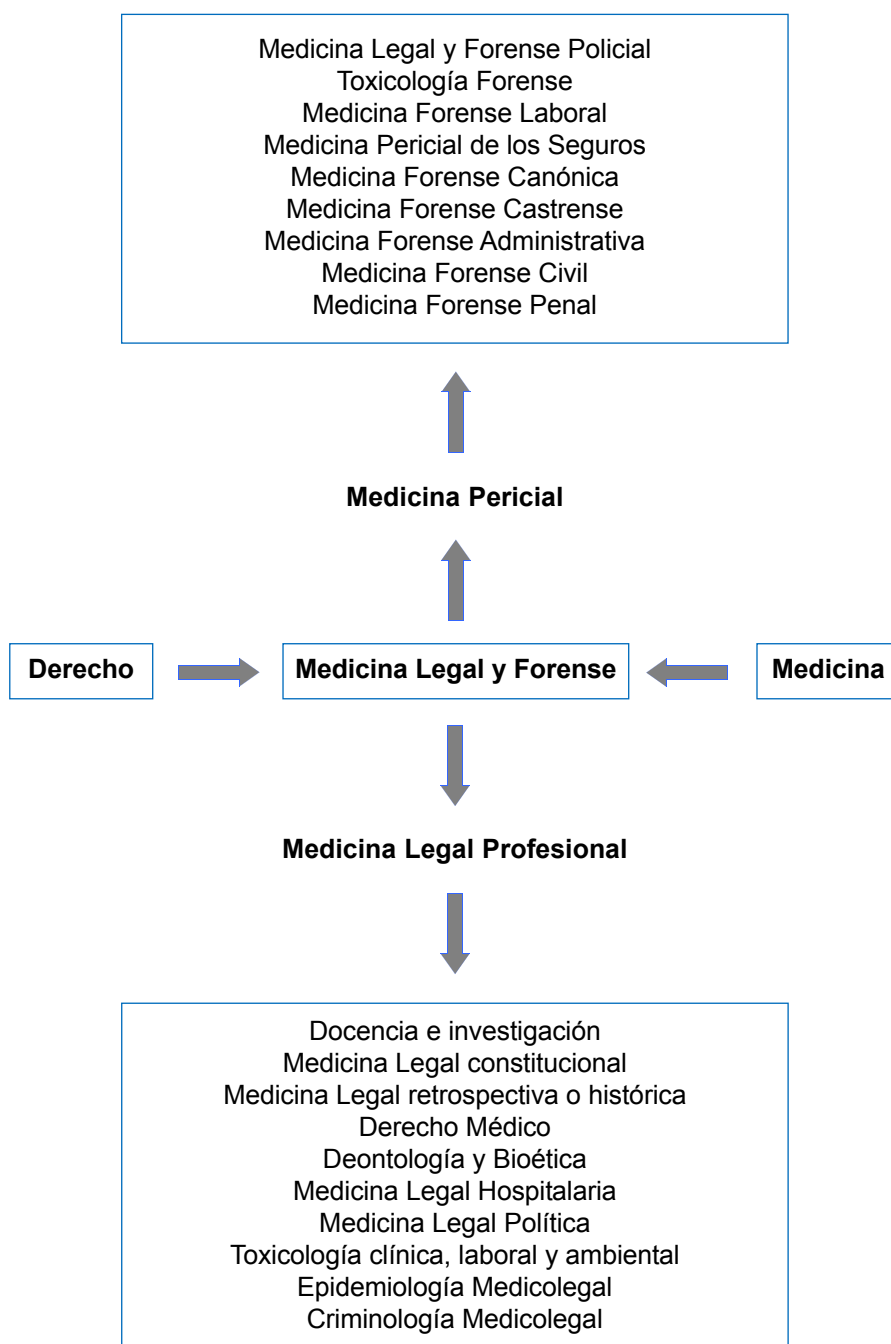 Medicina Legal y Forense Policial
Toxicología Forense
Medicina Forense Laboral
Medicina Pericial de los Seguros
Medicina Forense Canónica
Medicina Forense Castrense
Medicina Forense Administrativa
Medicina Forense Civil
Medicina Forense Penal
Medicina Pericial
Derecho
Medicina Legal y Forense
Medicina
Medicina Legal Profesional
Docencia e investigación
Medicina Legal constitucional
Medicina Legal retrospectiva o histórica
Derecho Médico
Deontología y Bioética
Medicina Legal Hospitalaria
Medicina Legal Política
Toxicología clínica, laboral y ambiental
Epidemiología Medicolegal
Criminología Medicolegal